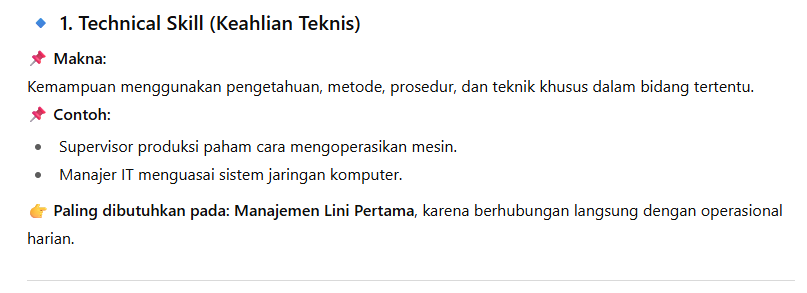 🔹 1. Technical Skill (Keahlian Teknis)
📌 Makna:
Kemampuan menggunakan pengetahuan, metode, prosedur, dan teknik khusus dalam bidang tertentu.
📌 Contoh:
• Supervisor produksi paham cara mengoperasikan mesin.
• Manajer IT menguasai sistem jaringan komputer.
👉 Paling dibutuhkan pada: Manajemen Lini Pertama, karena berhubungan langsung dengan operasional
harian.